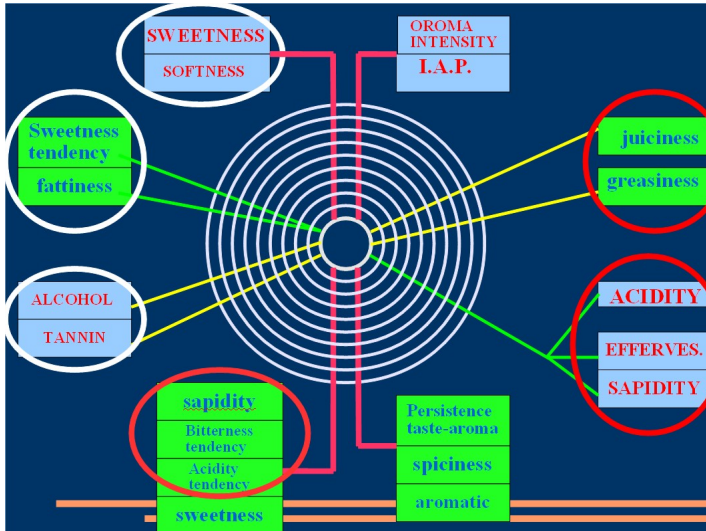 SWEETNESS
SOFTNESS
OROMA
INTENSITY
I.A.P.
Sweetness
tendency
fattiness
juiciness
greasiness
ALCOHOL
TANNIN
ACIDITY
EFFERVES.
SAPIDITY
sapidity
Bitterness
tendency
Acidity
tendency
sweetness
Persistence
taste-aroma
spiciness
aromatic